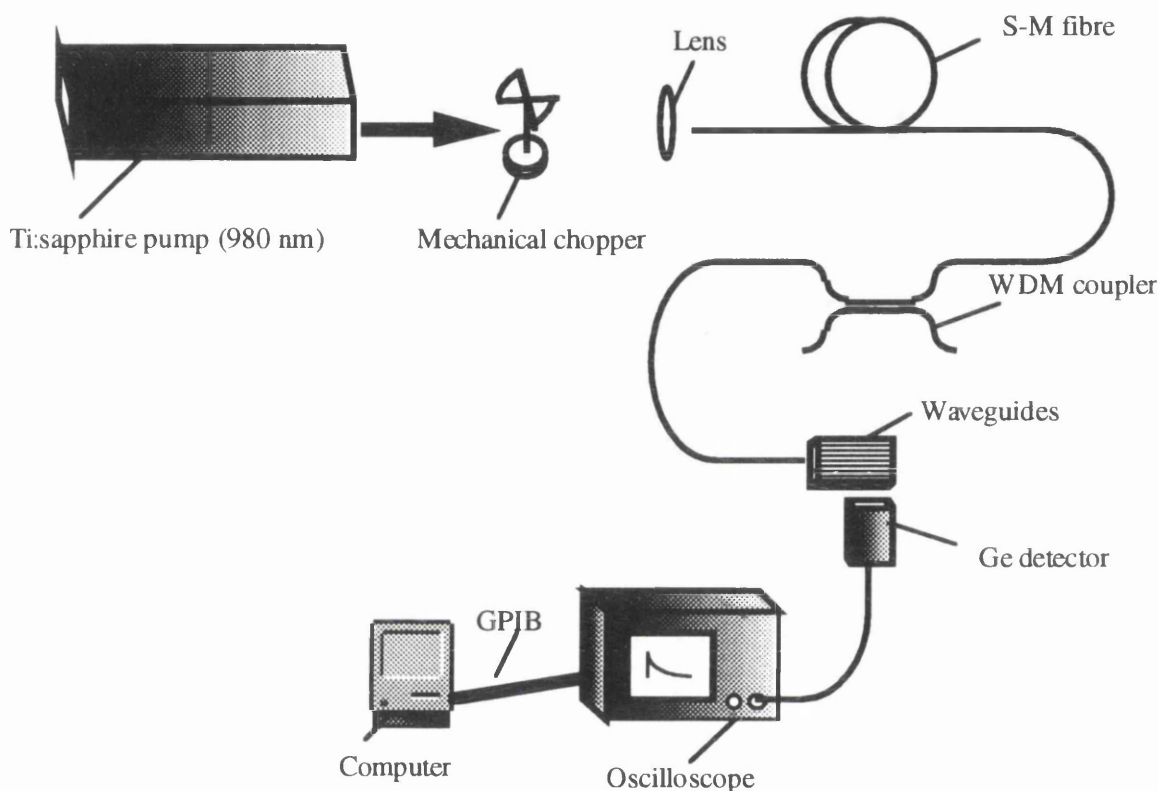 S-M fibre
Lens
Ti:sapphire pump (980 nm)
Mechanical chopper
WDM coupler
Waveguides
Ge detector
GPIB
Computer
Oscilloscope